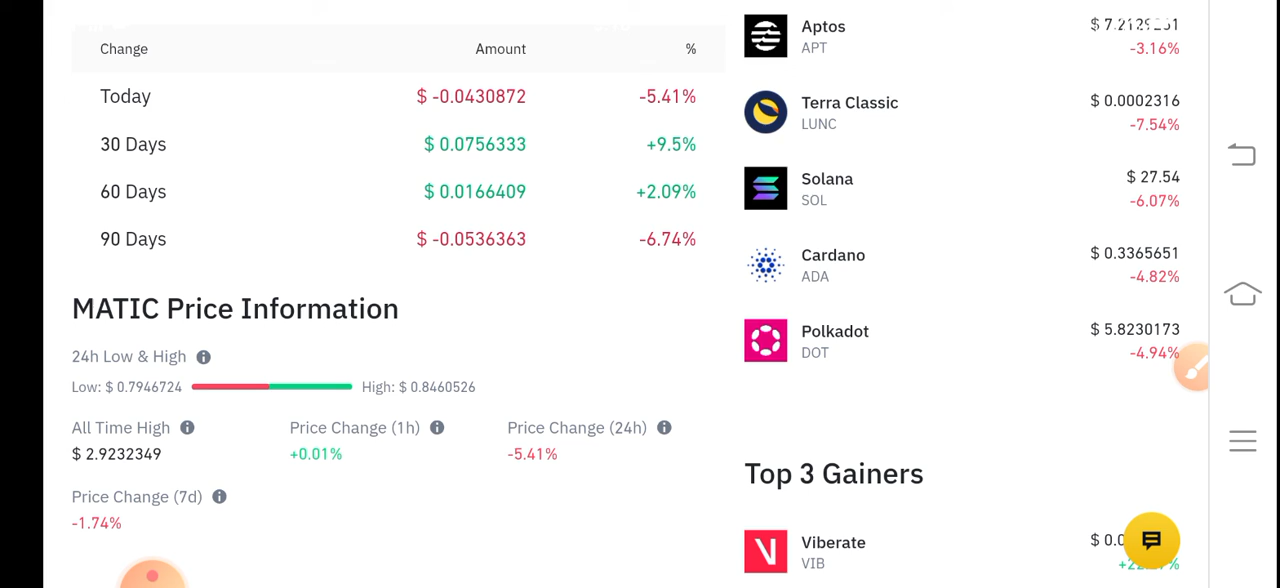 Change Amount %
Today $ -0.0430872 -5.41%
30 Days $ 0.0756333 +9.5%
60 Days $ 0.0166409 +2.09%
90 Days $ -0.0536363 -6.74%
MATIC Price Information
24h Low & High
Low: $ 0.7946724 High: $ 0.8460526
All Time High Price Change (1h) Price Change (24h)
$ 2.9232349 +0.01% -5.41%
Price Change (7d)
-1.74%
Aptos
APT -3.16%
Terra Classic $ 0.0002316
LUNC -7.54%
Solana $ 27.54
SOL -6.07%
Cardano $ 0.3365651
ADA -4.82%
Polkadot $ 5.8230173
DOT -4.94%
Top 3 Gainers
Viberate
VIB